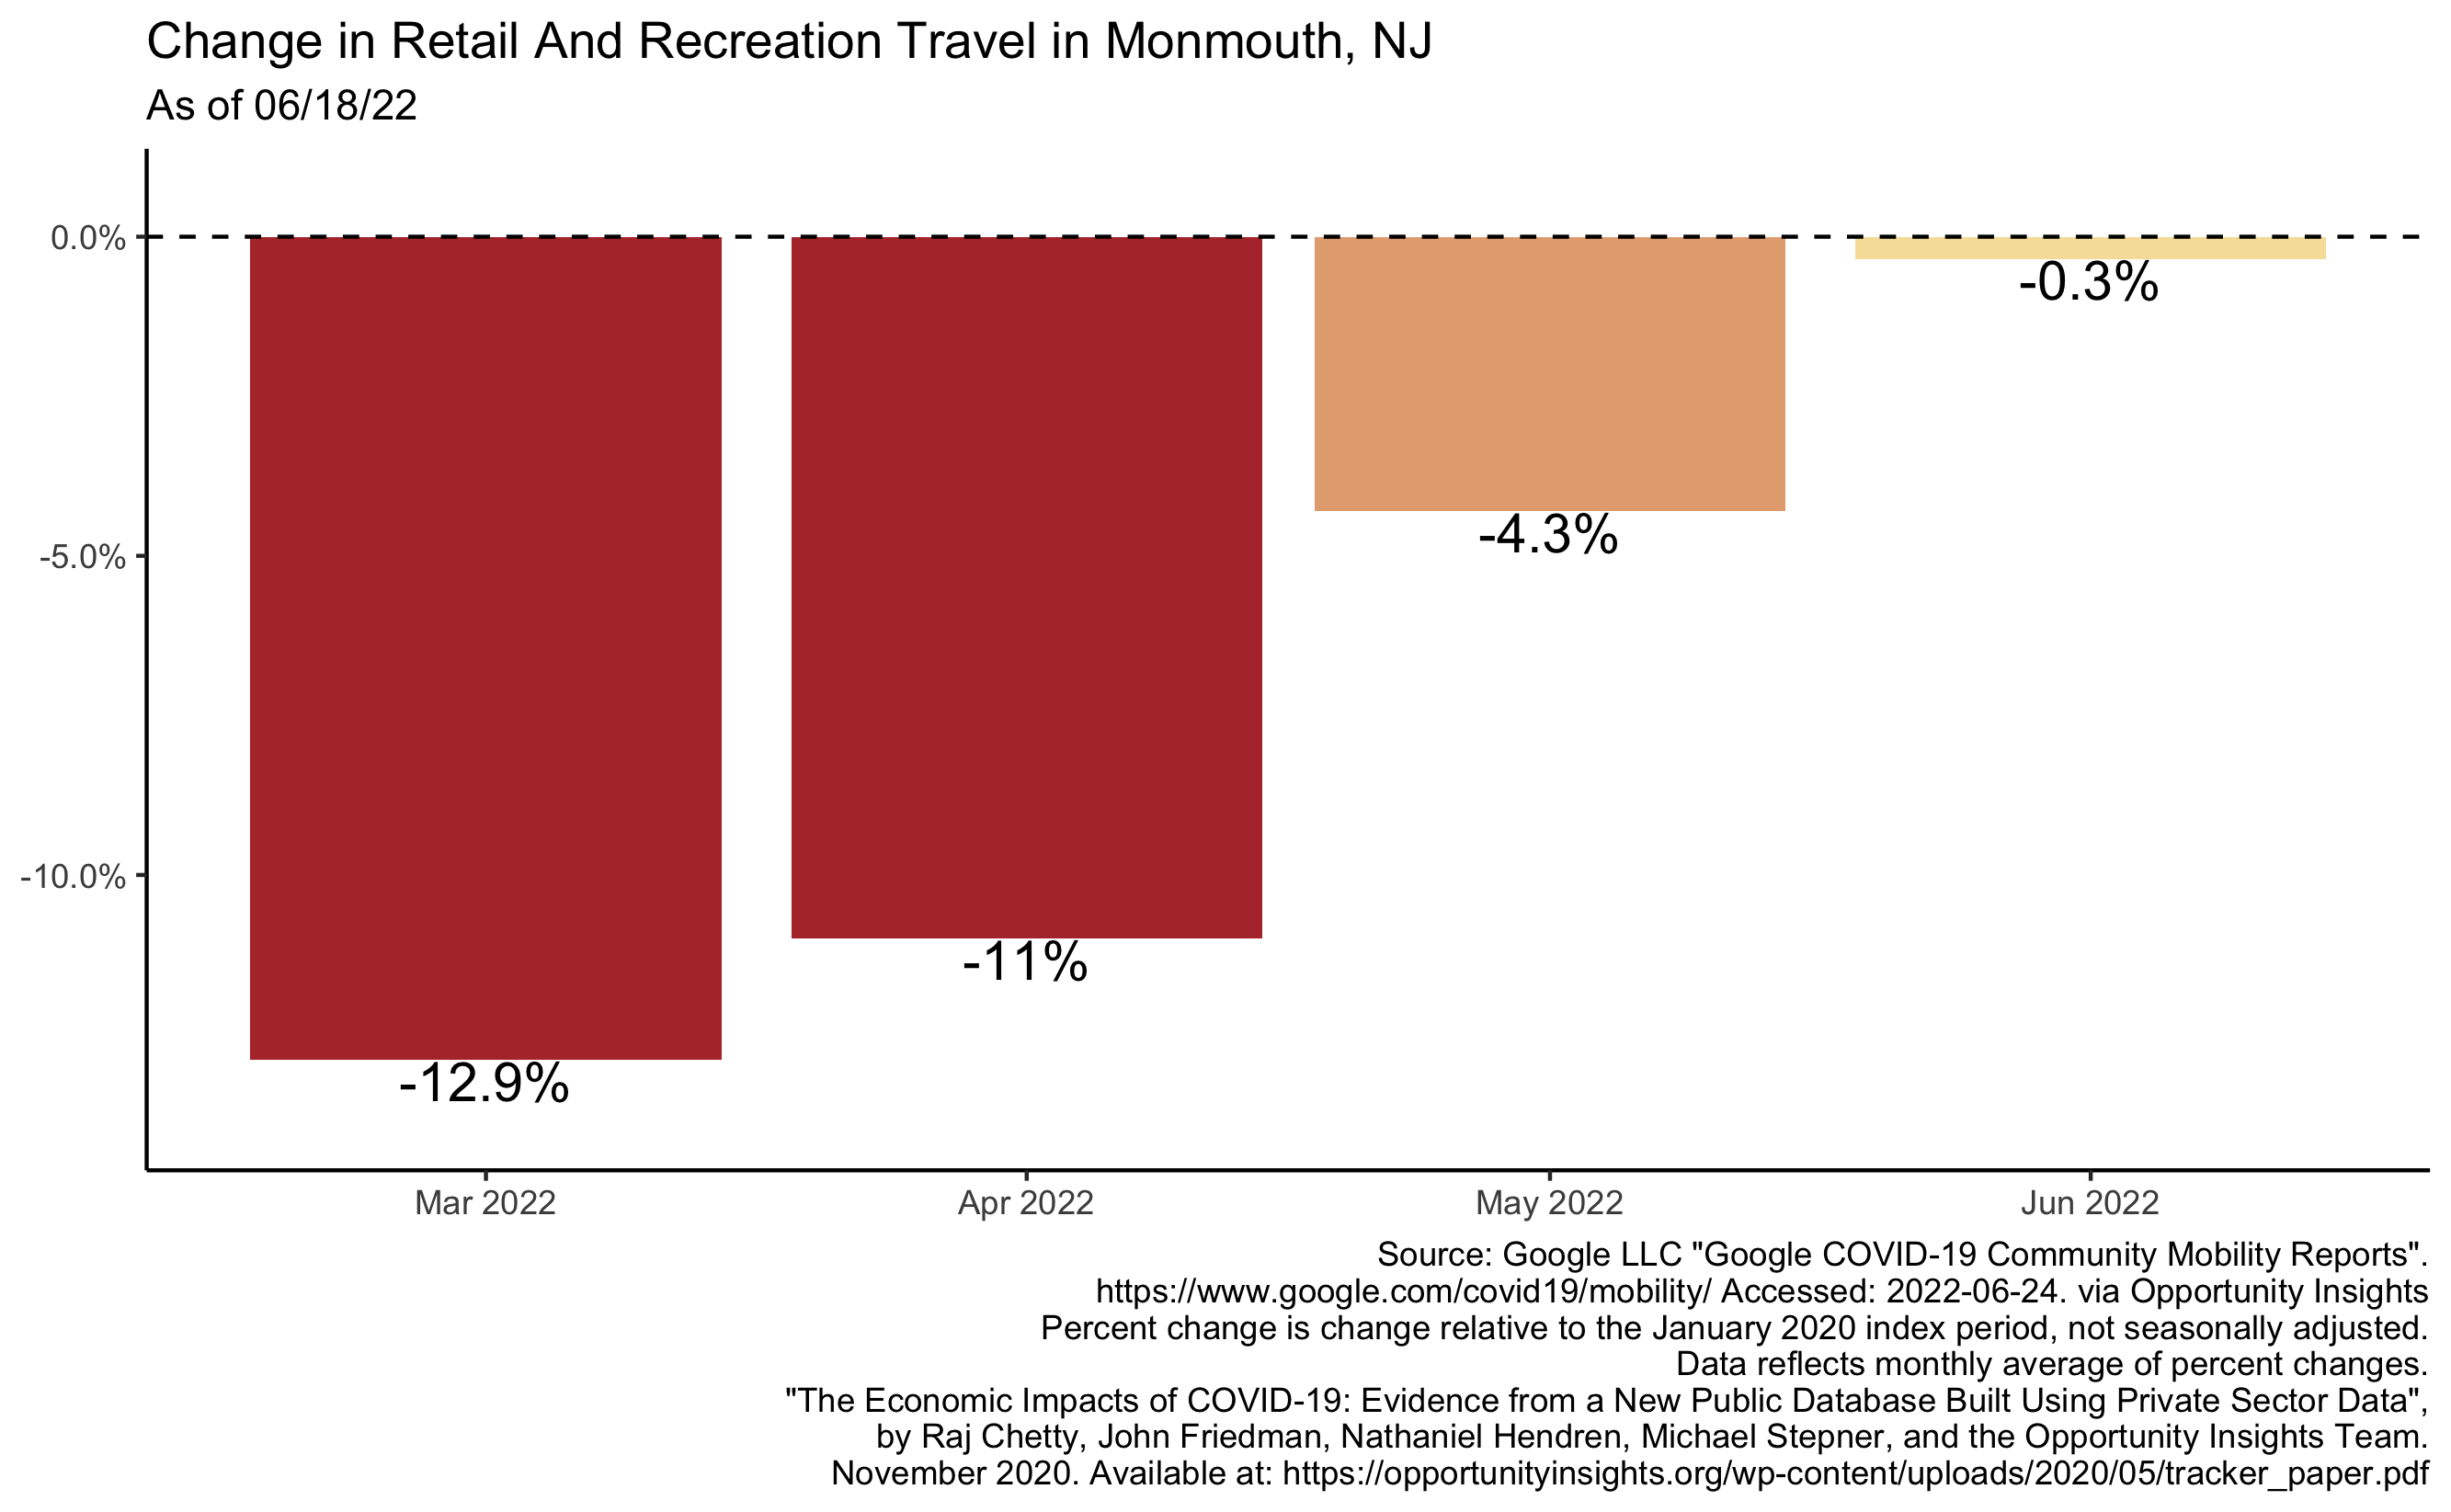 Change in Retail And Recreation Travel in Monmouth, NJ
As of 06/18/22
0.0%
-5.0%
-10.0%
-12.9%
-11%
-4.3%
-0.3%
Mar 2022
Apr 2022
May 2022
Jun 2022
Source: Google LLC "Google COVID-19 Community Mobility Reports".
https://www.google.com/covid19/mobility/ Accessed: 2022-06-24. via Opportunity Insights
Percent change is change relative to the January 2020 index period, not seasonally adjusted.
Data reflects monthly average of percent changes.
"The Economic Impacts of COVID-19: Evidence from a New Public Database Built Using Private Sector Data",
by Raj Chetty, John Friedman, Nathaniel Hendren, Michael Stepner, and the Opportunity Insights Team.
November 2020. Available at: https://opportunityinsights.org/wp-content/uploads/2020/05/tracker_paper.pdf